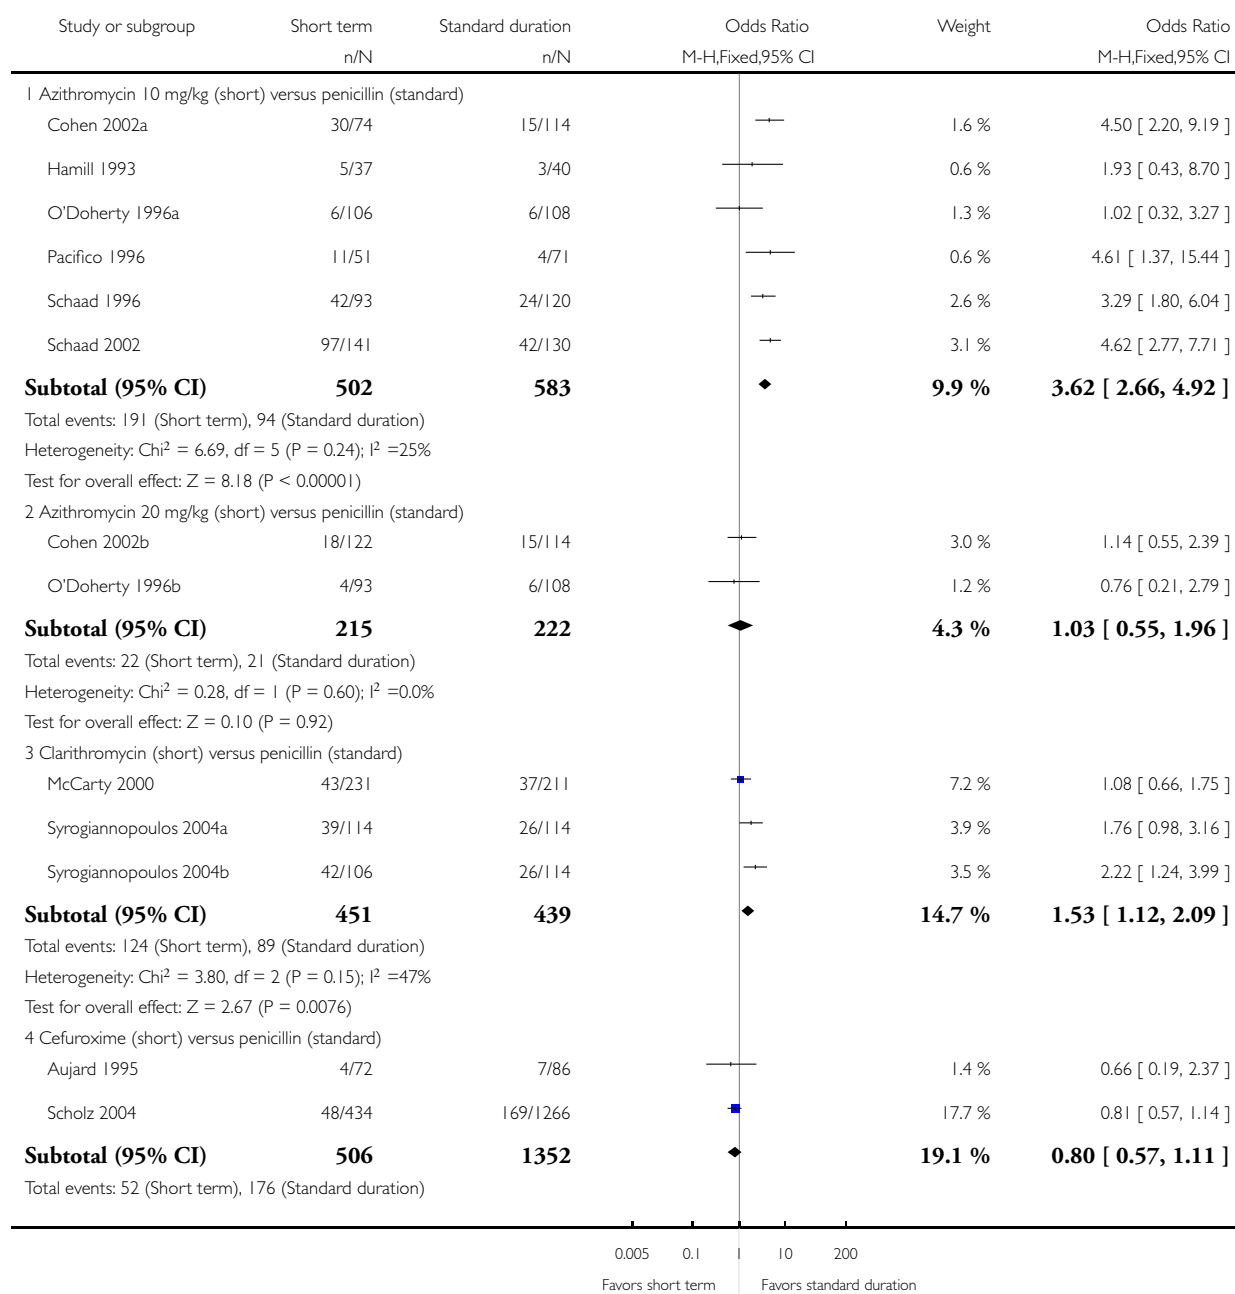 Study or subgroup Short term Standard duration Odds Ratio Weight Odds Ratio
n/N n/N M-H,Fixed,95% CI M-H,Fixed,95% CI
1 Azithromycin 10 mg/kg (short) versus penicillin (standard)
Cohen 2002a 30/74 15/114 1.6 % 4.50 [ 2.20, 9.19 ]
Hamill 1993 5/37 3/40 0.6 % 1.93 [ 0.43, 8.70 ]
O'Doherty 1996a 6/106 6/108 1.3 % 1.02 [ 0.32, 3.27 ]
Pacifico 1996 11/51 4/71 0.6 % 4.61 [ 1.37, 15.44 ]
Schaad 1996 42/93 24/120 2.6 % 3.29 [ 1.80, 6.04 ]
Schaad 2002 97/141 42/130 3.1 % 4.62 [ 2.77, 7.71 ]
Subtotal (95% CI) 502 583 9.9 % 3.62 [ 2.66, 4.92 ]
Total events: 191 (Short term), 94 (Standard duration)
Heterogeneity: Chi² = 6.69, df = 5 (P = 0.24); I² =25%
Test for overall effect: Z = 8.18 (P < 0.00001)
2 Azithromycin 20 mg/kg (short) versus penicillin (standard)
Cohen 2002b 18/122 15/114 3.0 % 1.14 [ 0.55, 2.39 ]
O'Doherty 1996b 4/93 6/108 1.2 % 0.76 [ 0.21, 2.79 ]
Subtotal (95% CI) 215 222 4.3 % 1.03 [ 0.55, 1.96 ]
Total events: 22 (Short term), 21 (Standard duration)
Heterogeneity: Chi² = 0.28, df = 1 (P = 0.60); I² =0.0%
Test for overall effect: Z = 0.10 (P = 0.92)
3 Clarithromycin (short) versus penicillin (standard)
McCarty 2000 43/231 37/211 7.2 % 1.08 [ 0.66, 1.75 ]
Syrogiannopoulos 2004a 39/114 26/114 3.9 % 1.76 [ 0.98, 3.16 ]
Syrogiannopoulos 2004b 42/106 26/114 3.5 % 2.22 [ 1.24, 3.99 ]
Subtotal (95% CI) 451 439 14.7 % 1.53 [ 1.12, 2.09 ]
Total events: 124 (Short term), 89 (Standard duration)
Heterogeneity: Chi² = 3.80, df = 2 (P = 0.15); I² =47%
Test for overall effect: Z = 2.67 (P = 0.0076)
4 Cefuroxime (short) versus penicillin (standard)
Aujard 1995 4/72 7/86 1.4 % 0.66 [ 0.19, 2.37 ]
Scholz 2004 48/434 169/1266 17.7 % 0.81 [ 0.57, 1.14 ]
Subtotal (95% CI) 506 1352 19.1 % 0.80 [ 0.57, 1.11 ]
Total events: 52 (Short term), 176 (Standard duration)
0.005 0.1 1 10 200
Favors short term Favors standard duration